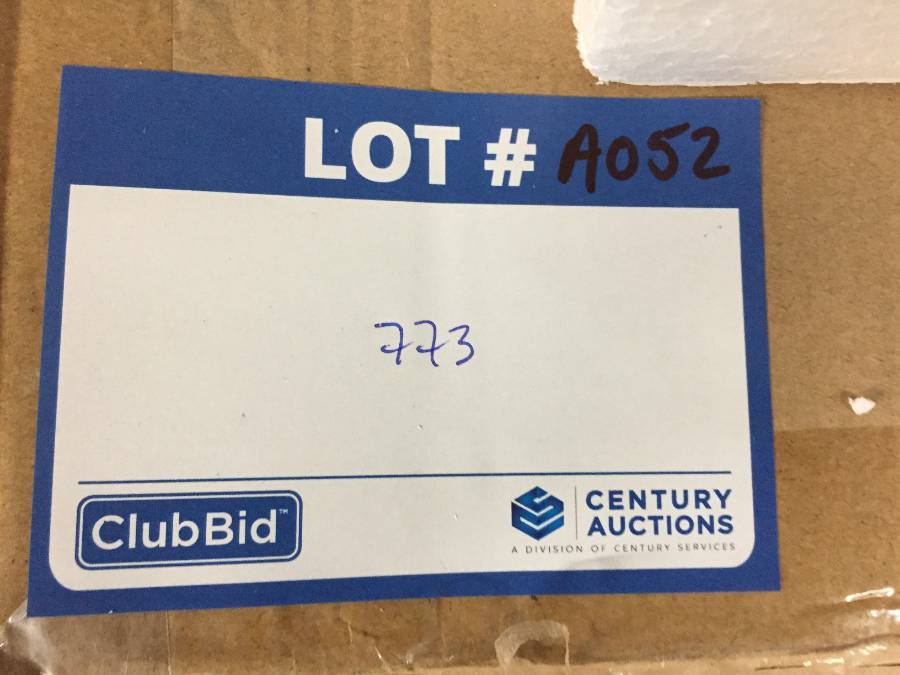 LOT # A052
773
ClubBid™
CENTURY
AUCTIONS
A DIVISION OF CENTURY SERVICES